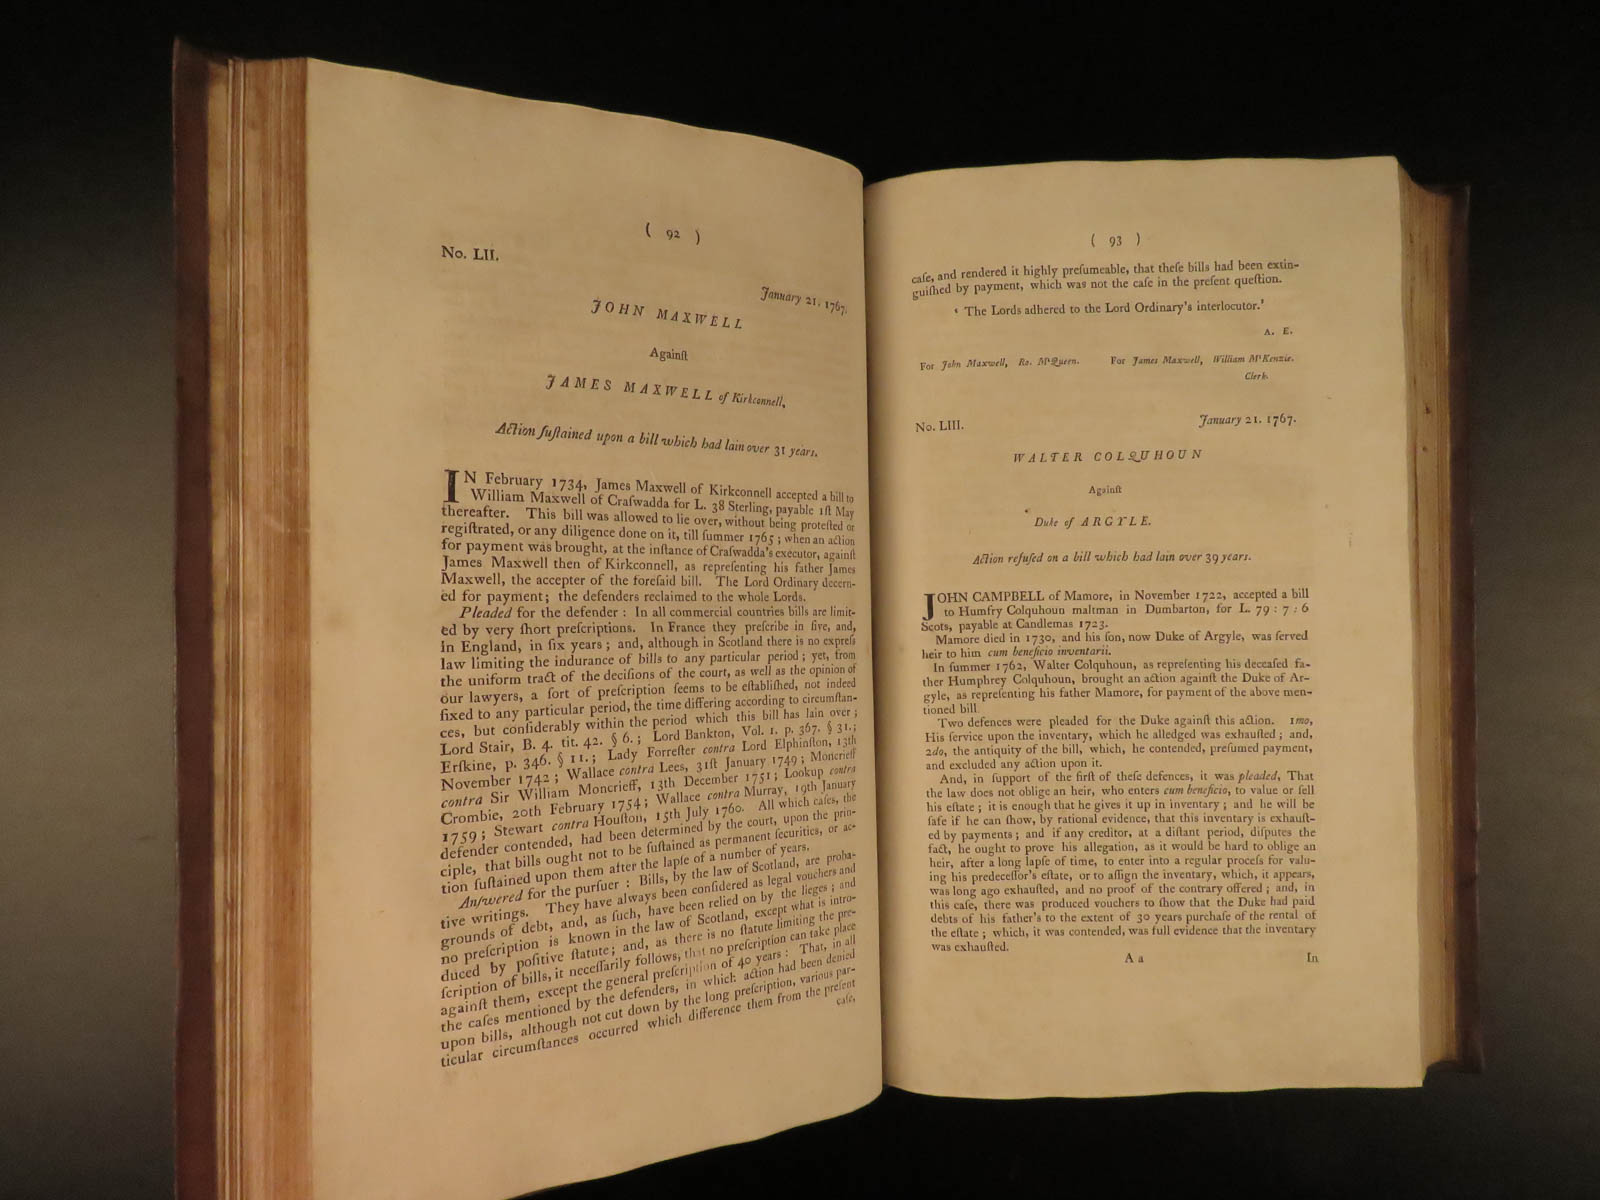 ( 92 )
No. LII.
January 21. 1767.
JOHN MAXWELL
Againſt
JAMES MAXWELL of Kirkconnell,
Action ſuſtained upon a bill which had lain over 31 years.
IN February 1734, James Maxwell of Kirkconnell accepted a bill to
William Maxwell of Craſwadda for L. 38 Sterling, payable 1ſt May
thereafter. This bill was allowed to lie over, without being proteſted or
regiſtrated, or any diligence done on it, till ſummer 1765; when an action
for payment was brought, at the inſtance of Craſwadda's executor, againſt
James Maxwell then of Kirkconnell, as repreſenting his father James
Maxwell, the accepter of the foreſaid bill. The Lord Ordinary decern-
ed for payment; the defenders reclaimed to the whole Lords.
Pleaded for the defender: In all commercial countries bills are limit-
ed by very ſhort preſcriptions. In France they preſcribe in five, and,
in England, in ſix years; and, although in Scotland there is no expreſs
law limiting the indurance of bills to any particular period; yet, from
the uniform tract of the deciſions of the court, as well as the opinion of
our lawyers, a ſort of preſcription ſeems to be eſtabliſhed, not indeed
fixed to any particular period, the time differing according to circumſtan-
ces, but conſiderably within the period which this bill has lain over;
Lord Stair, B. 4. tit. 42. § 6.; Lord Bankton, Vol. 1. p. 367. § 31.;
Erſkine, p. 346. § 11.; Lady Forreſter contra Lord Elphinſton, 13th
November 1742; Wallace contra Lees, 31ſt January 1749; Moncrieff
contra Sir William Moncrieff, 13th December 1751; Lookup contra
Crombie, 20th February 1754; Wallace contra Murray, 19th January
1759; Stewart contra Houſton, 15th July 1760. All which caſes, the
defender contended, had been determined by the court, upon the prin-
ciple, that bills ought not to be ſuſtained as permanent ſecurities, or ac-
tion ſuſtained upon them after the lapſe of a number of years.
Anſwered for the purſuer: Bills, by the law of Scotland, are proba-
tive writings. They have always been conſidered as legal vouchers and
grounds of debt, and, as ſuch, have been relied on by the lieges; and
no preſcription is known in the law of Scotland, except what is intro-
duced by poſitive ſtatute; and, as there is no ſtatute limiting the pre-
ſcription of bills, it neceſſarily follows, that no preſcription can take place
againſt them, except the general preſcription of 40 years: That, in all
the caſes mentioned by the defenders, in which action had been denied
upon bills, although not cut down by the long preſcription, various par-
ticular circumſtances occurred which difference them from the preſent
caſe,
( 93 )
caſe, and rendered it highly preſumeable, that theſe bills had been extin-
guiſhed by payment, which was not the caſe in the preſent queſtion.
‘ The Lords adhered to the Lord Ordinary's interlocutor.’
A. E.
For John Maxwell, Ro. McQueen. For James Maxwell, William McKenzie.
Clerk.
No. LIII. January 21. 1767.
WALTER COLQUHOUN
Againſt
Duke of ARGYLE.
Action refuſed on a bill which had lain over 39 years.
JOHN CAMPBELL of Mamore, in November 1722, accepted a bill
to Humfry Colquhoun maltman in Dumbarton, for L. 79 : 7 : 6
Scots, payable at Candlemas 1723.
Mamore died in 1730, and his ſon, now Duke of Argyle, was ſerved
heir to him cum beneficio inventarii.
In ſummer 1762, Walter Colquhoun, as repreſenting his deceaſed fa-
ther Humphrey Colquhoun, brought an action againſt the Duke of Ar-
gyle, as repreſenting his father Mamore, for payment of the above men-
tioned bill
Two defences were pleaded for the Duke againſt this action. 1mo,
His ſervice upon the inventary, which he alledged was exhauſted; and,
2do, the antiquity of the bill, which, he contended, preſumed payment,
and excluded any action upon it.
And, in ſupport of the firſt of theſe defences, it was pleaded, That
the law does not oblige an heir, who enters cum beneficio, to value or ſell
his eſtate; it is enough that he gives it up in inventary; and he will be
ſafe if he can ſhow, by rational evidence, that this inventary is exhauſt-
ed by payments; and if any creditor, at a diſtant period, diſputes the
fact, he ought to prove his allegation, as it would be hard to oblige an
heir, after a long lapſe of time, to enter into a regular proceſs for valu-
ing his predeceſſor's eſtate, or to aſſign the inventary, which, it appears,
was long ago exhauſted, and no proof of the contrary offered; and, in
this caſe, there was produced vouchers to ſhow that the Duke had paid
debts of his father's to the extent of 30 years purchaſe of the rental of
the eſtate; which, it was contended, was full evidence that the inventary
was exhauſted.
A a In